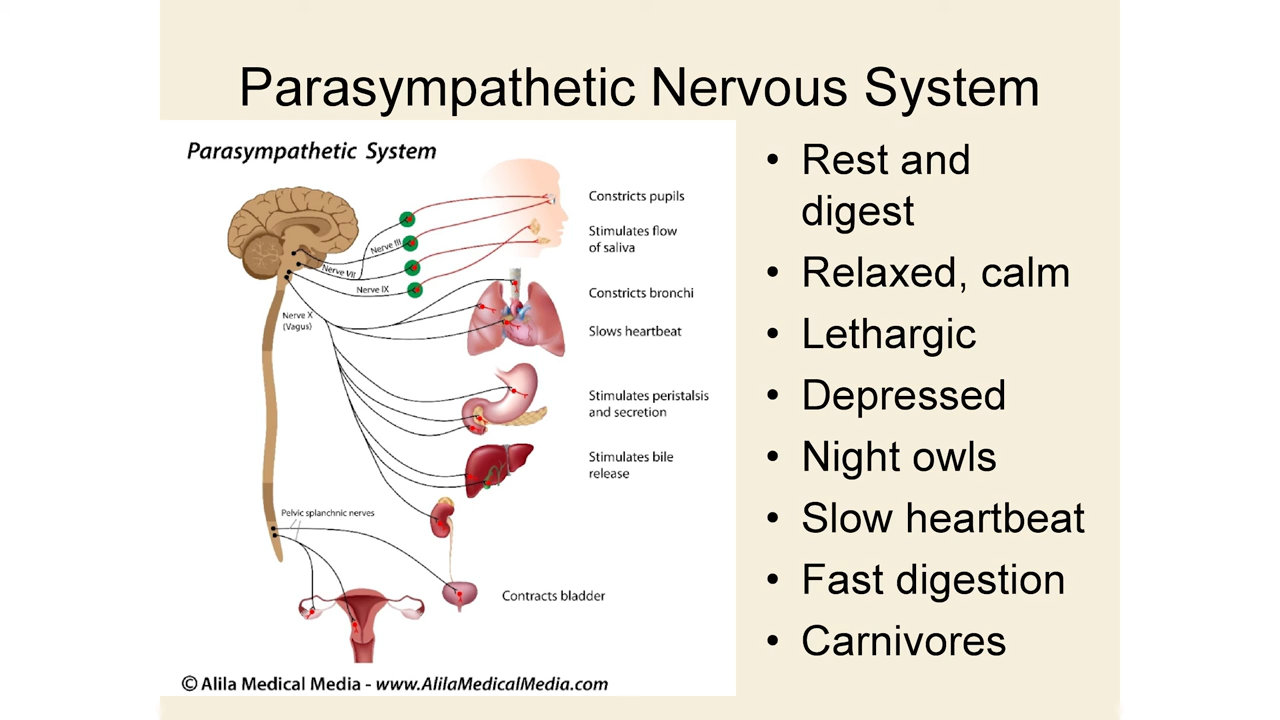 Parasympathetic Nervous System
Parasympathetic System
Constricts pupils
Stimulates flow
of saliva
Nerve III
Nerve VII
Nerve IX
Nerve X
(Vagus)
Constricts bronchi
Slows heartbeat
Stimulates peristalsis
and secretion
Stimulates bile
release
Pelvic splanchnic nerves
Contracts bladder
© Alila Medical Media - www.AlilaMedicalMedia.com
• Rest and
digest
• Relaxed, calm
• Lethargic
• Depressed
• Night owls
• Slow heartbeat
• Fast digestion
• Carnivores